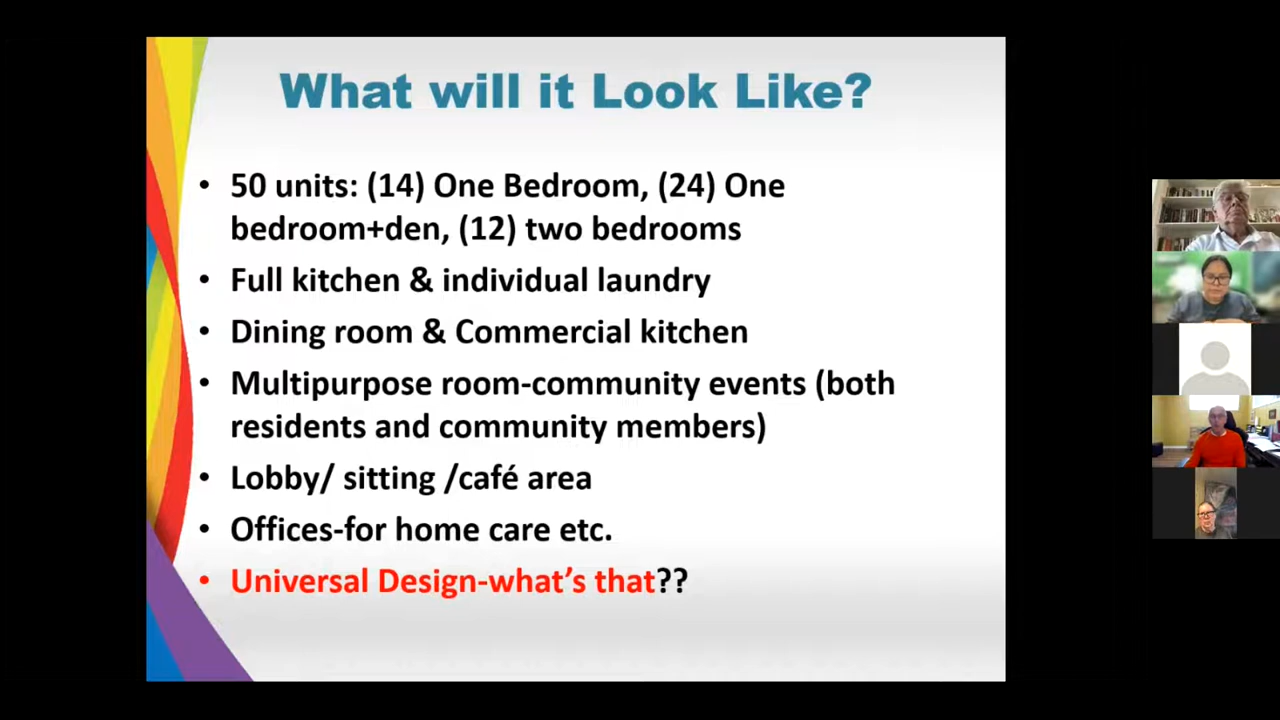 What will it Look Like?
• 50 units: (14) One Bedroom, (24) One
bedroom+den, (12) two bedrooms
• Full kitchen & individual laundry
• Dining room & Commercial kitchen
• Multipurpose room-community events (both
residents and community members)
• Lobby/ sitting /café area
• Offices-for home care etc.
• Universal Design-what’s that??